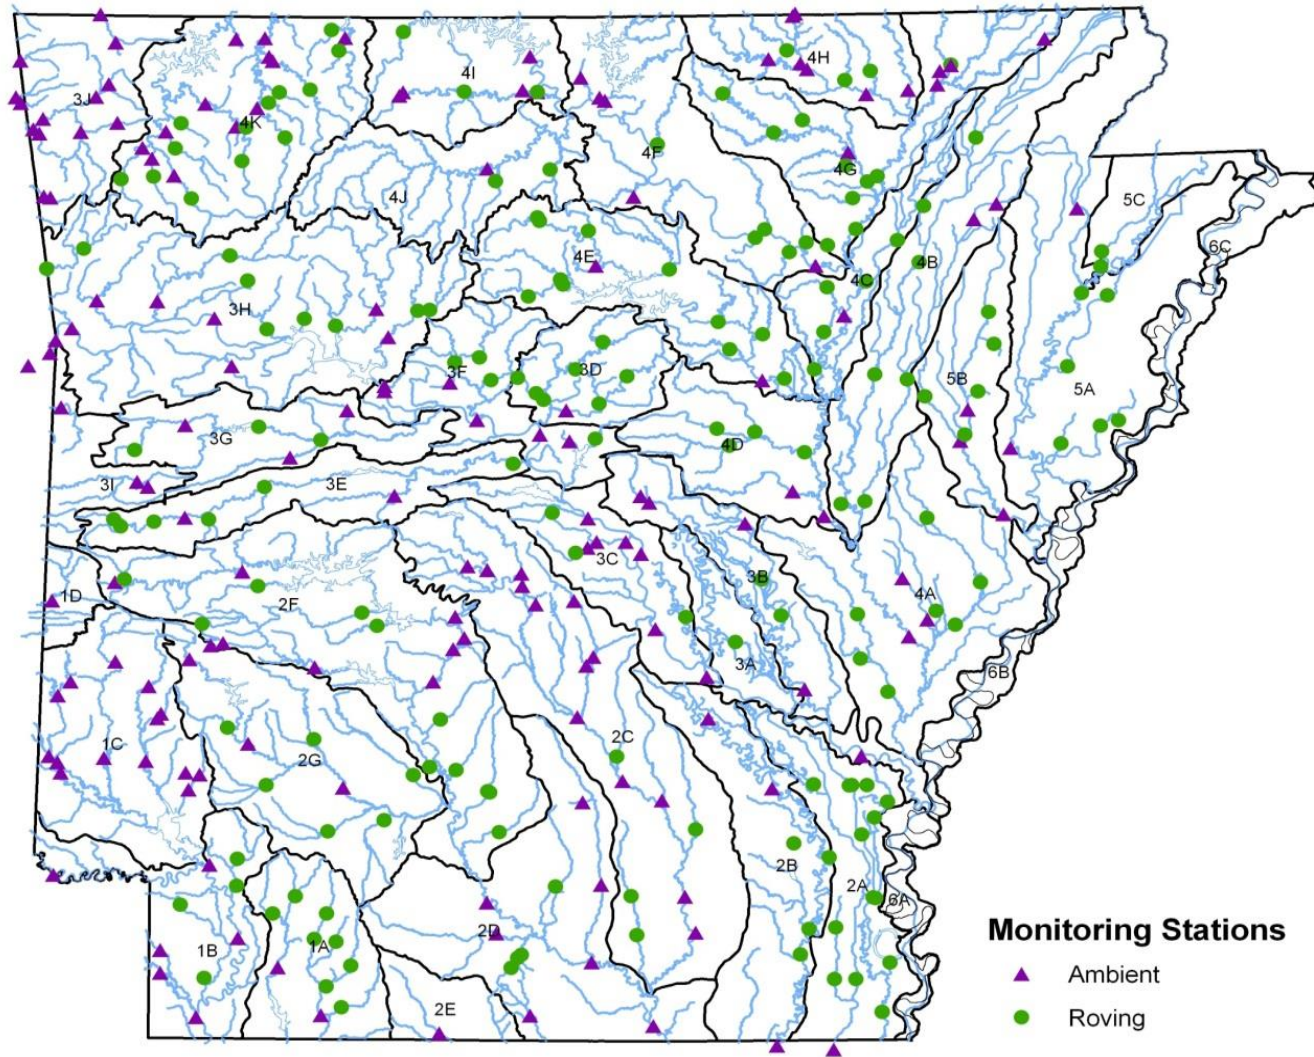 4H
4I
3J
4K
4F
4G
4J
5C
6C
4E
4B
4C
3H
3F
3D
5B
5A
3G
4D
3I
3E
3C
3B
1D
2F
4A
3A
6B
1C
2C
2G
2B
2A
6A
2D
1A
1B
2E
Monitoring Stations
Ambient
Roving